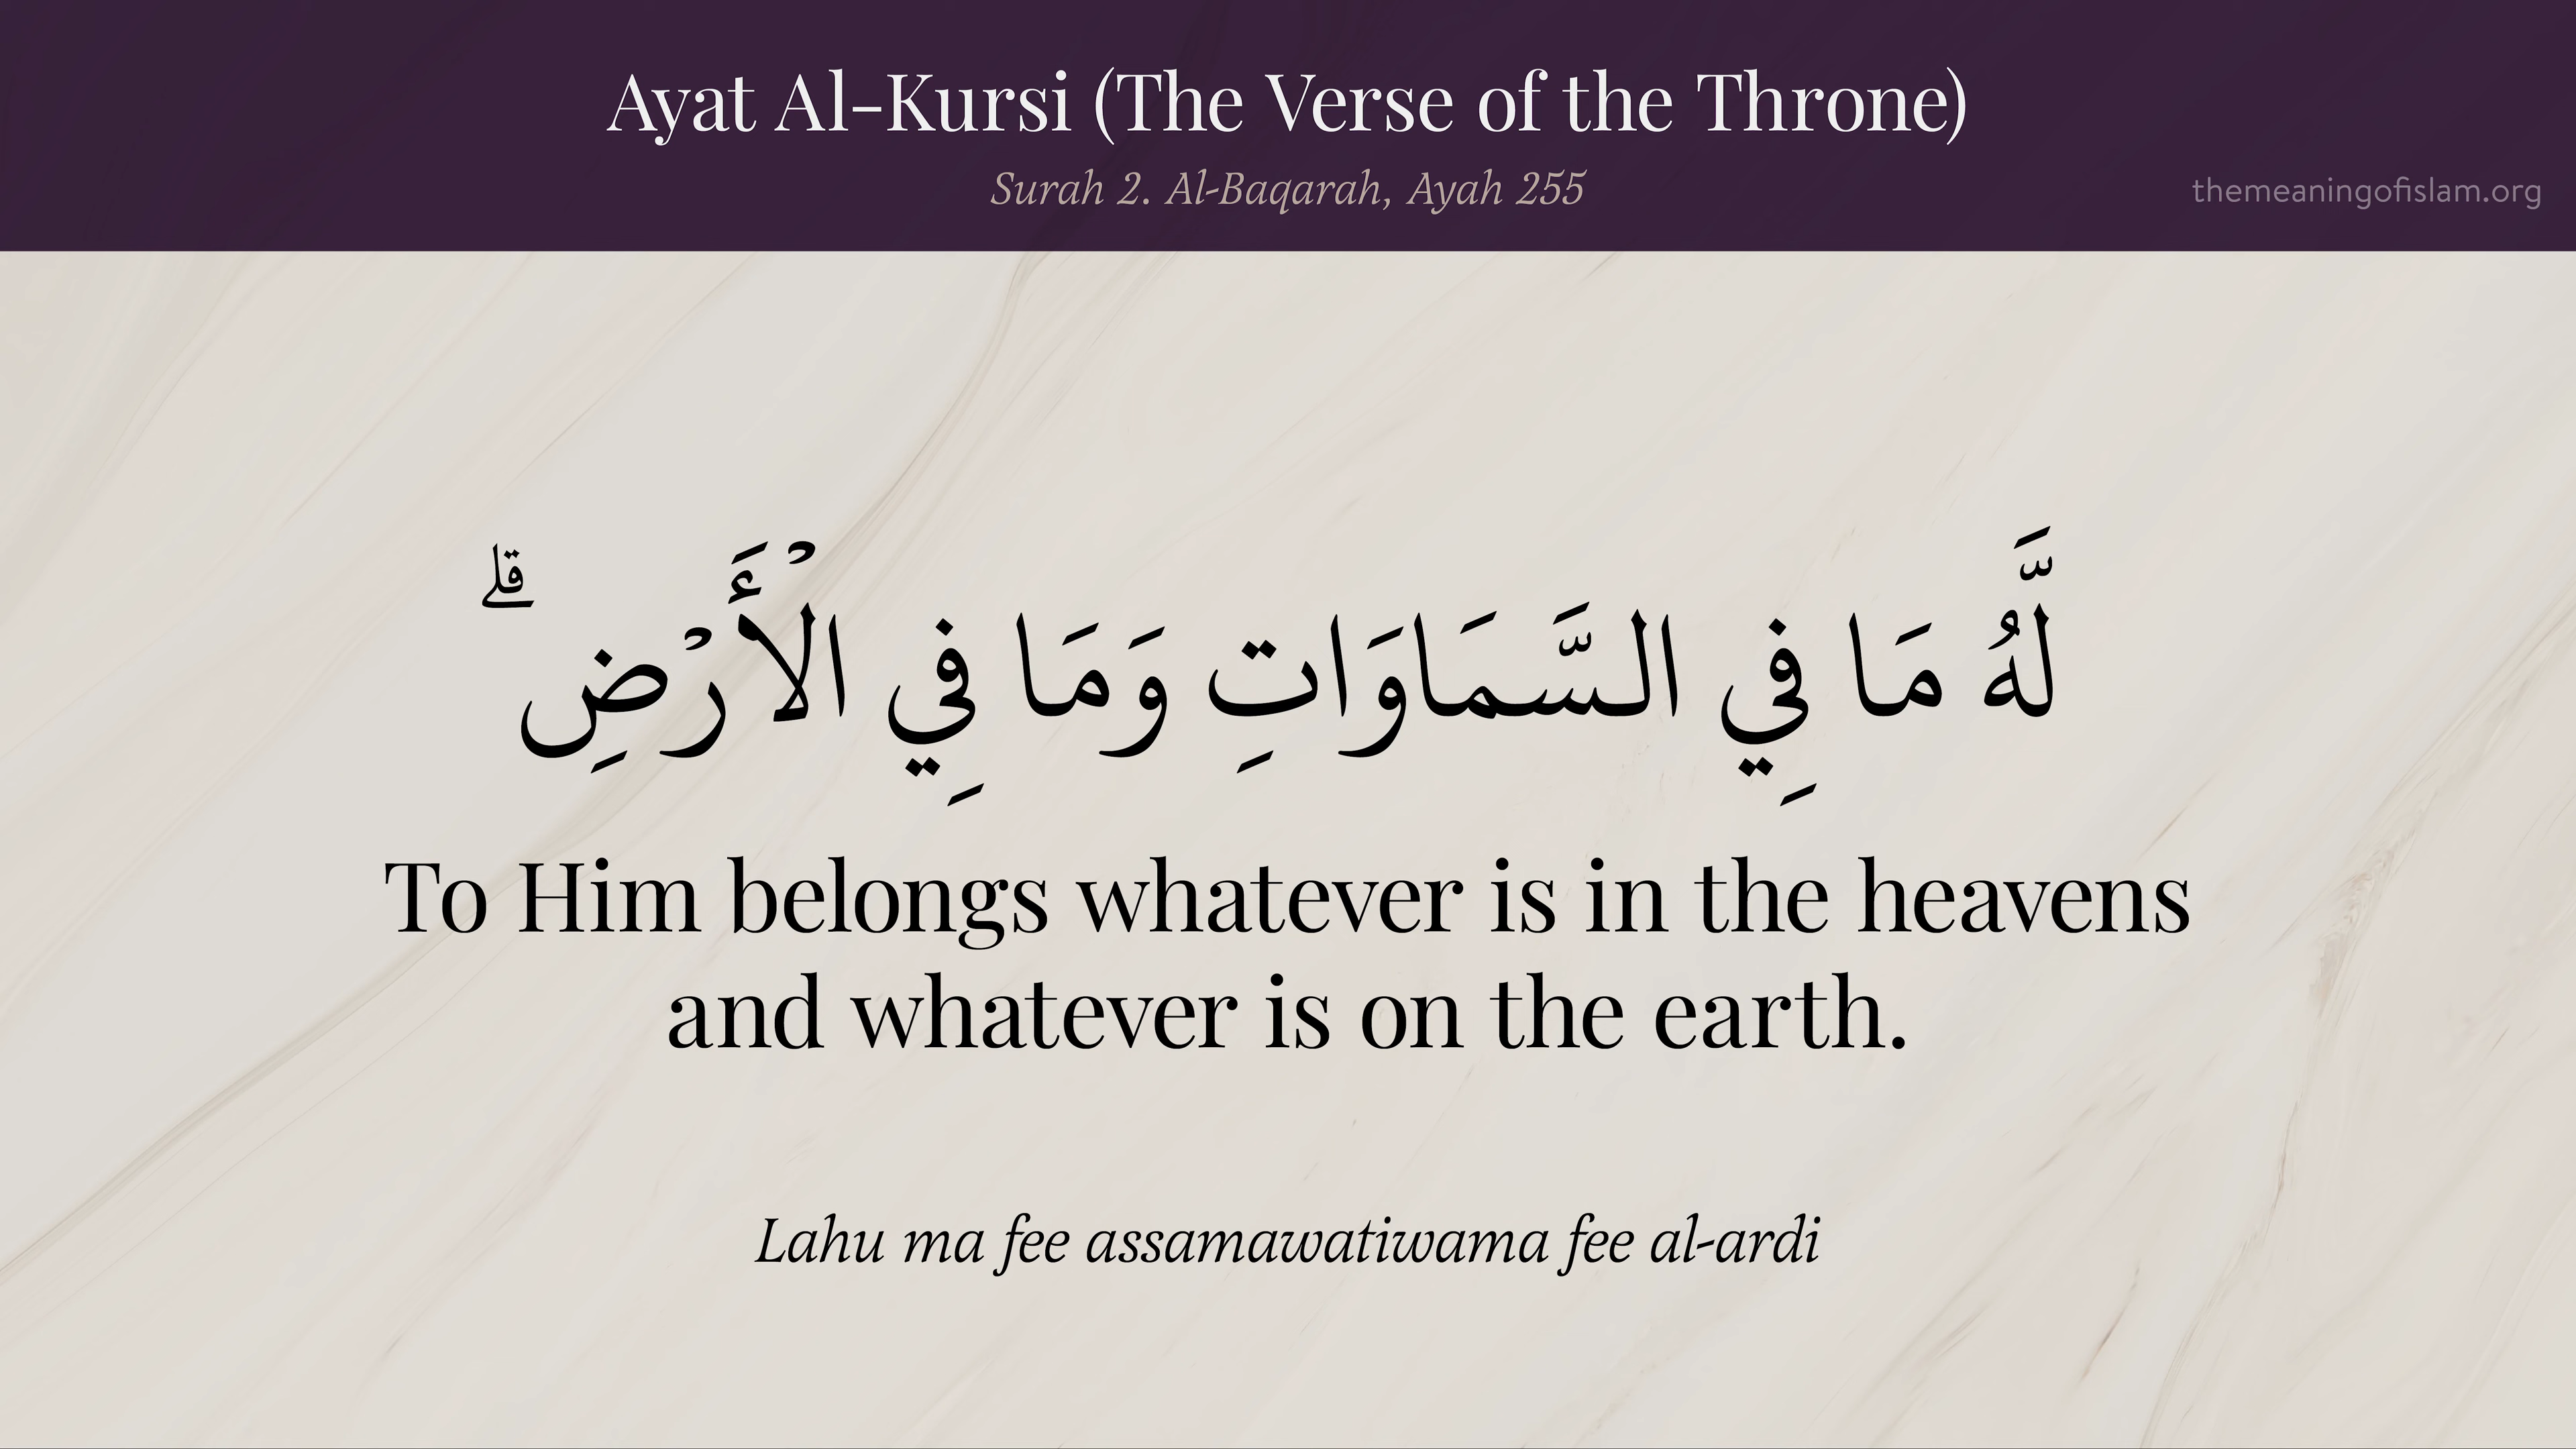 Ayat Al-Kursi (The Verse of the Throne)
Surah 2. Al-Baqarah, Ayah 255
themeaningofislam.org
لَّهُ مَا فِي السَّمَاوَاتِ وَمَا فِي الْأَرْضِ ۗ
To Him belongs whatever is in the heavens
and whatever is on the earth.
Lahu ma fee assamawatiwama fee al-ardi